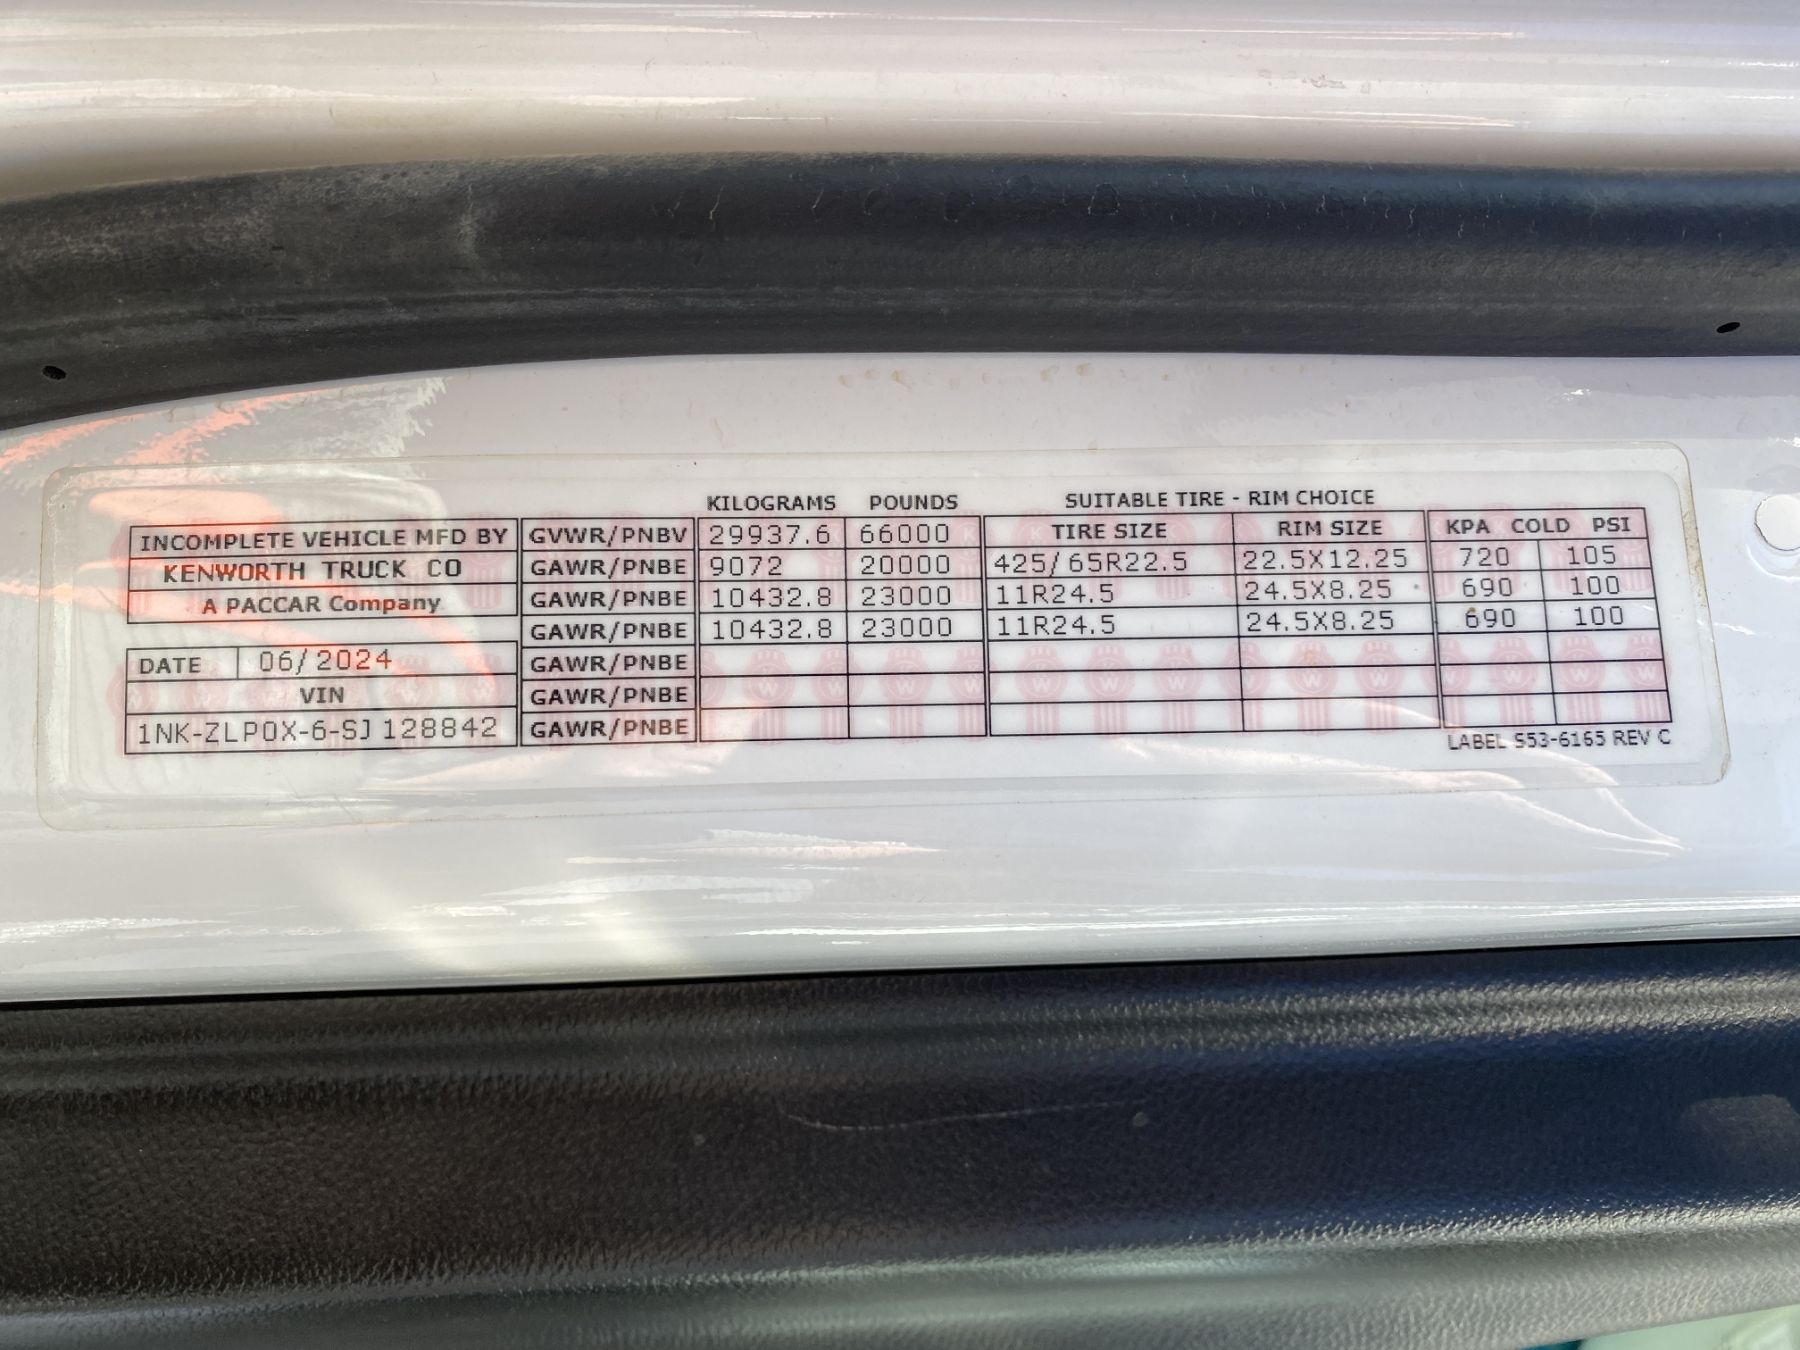 KILOGRAMS POUNDS SUITABLE TIRE - RIM CHOICE
INCOMPLETE VEHICLE MFD BY GVWR/PNBV 29937.6 66000 TIRE SIZE RIM SIZE KPA COLD PSI
KENWORTH TRUCK CO GAWR/PNBE 9072 20000 425/65R22.5 22.5X12.25 720 105
A PACCAR Company GAWR/PNBE 10432.8 23000 11R24.5 24.5X8.25 690 100
GAWR/PNBE 10432.8 23000 11R24.5 24.5X8.25 690 100
DATE 06/2024 GAWR/PNBE
VIN GAWR/PNBE
1NK-ZLP0X-6-SJ128842 GAWR/PNBE
LABEL S53-6165 REV C